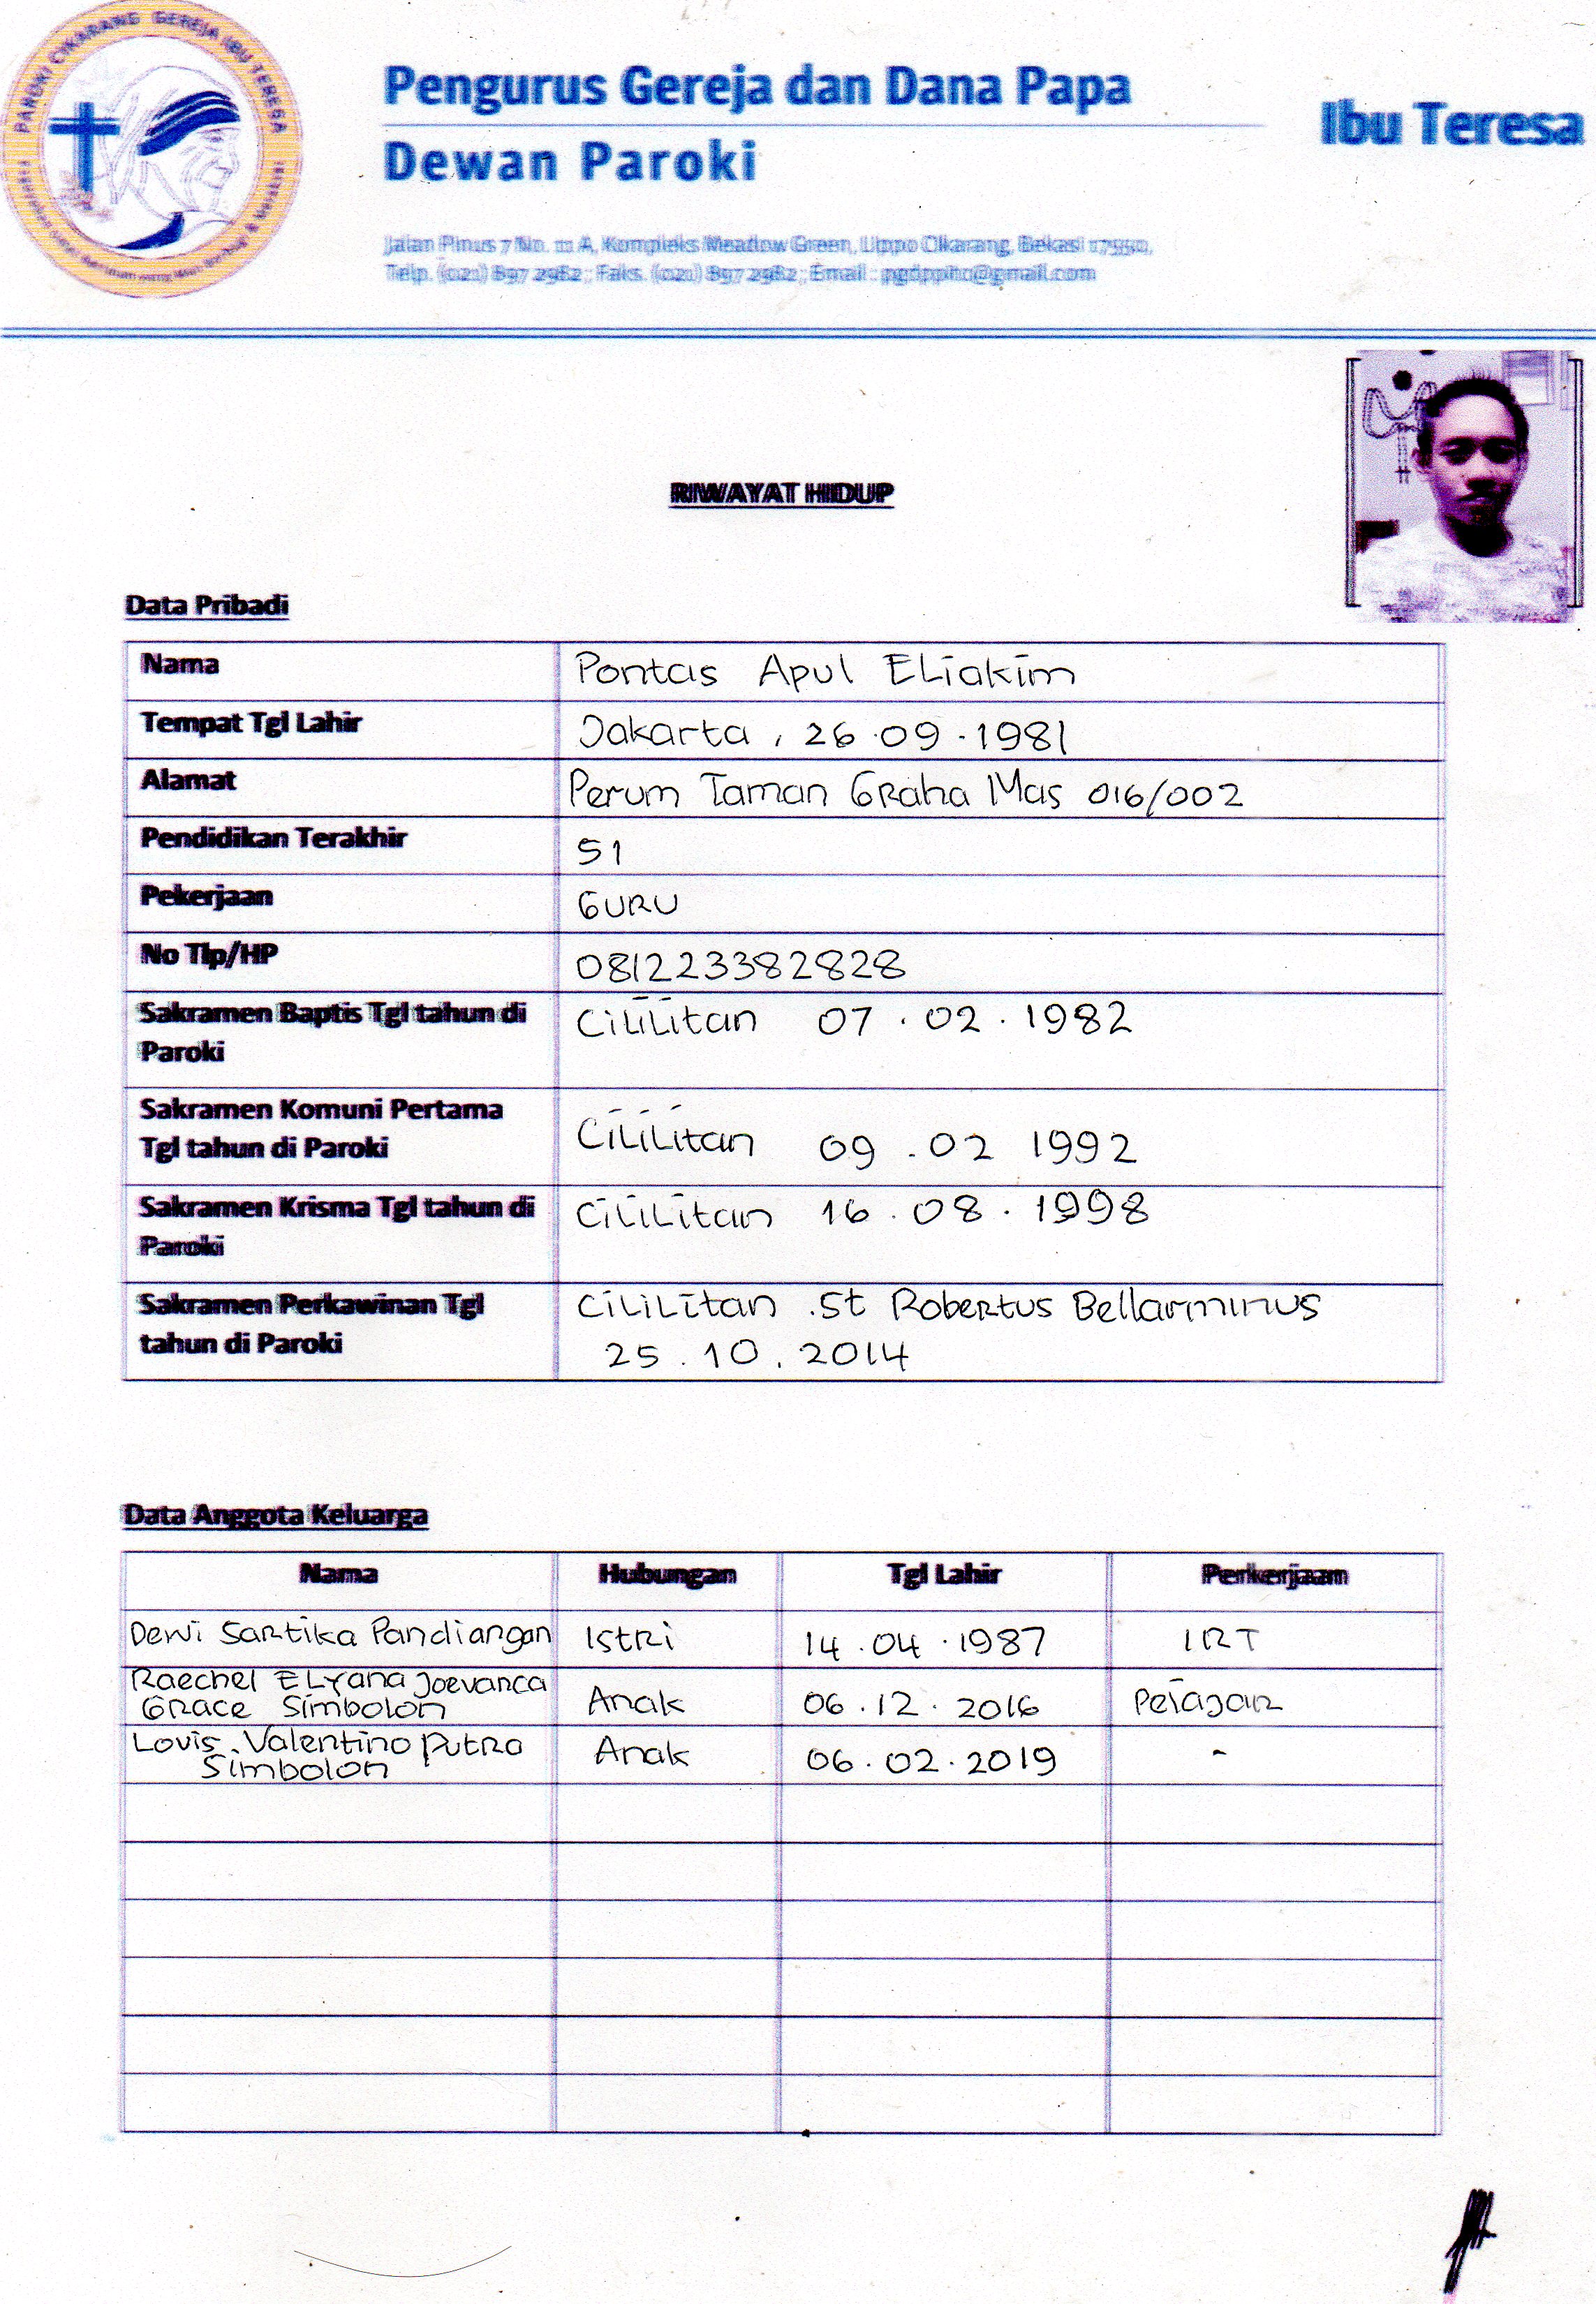 PAROKI CIKARANG GEREJA IBU TERESA
Pengurus Gereja dan Dana Papa
Dewan Paroki
Ibu Teresa
Jalan Pinus 7 No. 11 A, Kompleks Meadow Green, Lippo Cikarang, Bekasi 17550,
Telp. (021) 897 2982 ; Faks. (021) 897 2982 ; Email : @gmail.com
RIWAYAT HIDUP
Data Pribadi
Nama Pontas Apul ELiakim
Tempat Tgl Lahir Jakarta, 26.09.1981
Alamat Perum Taman GRaha Mas 016/002
Pendidikan Terakhir S1
Pekerjaan GURU
No Tlp/HP 081223382828
Sakramen Baptis Tgl tahun di Cililitan 07.02.1982
Paroki
Sakramen Komuni Pertama
Tgl tahun di Paroki Cililitan 09.02 1992
Sakramen Krisma Tgl tahun di Cililitan 16.08.1998
Paroki
Sakramen Perkawinan Tgl Cililitan .St Robertus Bellarminus
tahun di Paroki 25.10.2014
Data Anggota Keluarga
Nama Hubungan Tgl Lahir Perkerjaan
Dewi Sartika Pandiangan Istri 14.04.1987 IRT
Raechel ELyana Joevanca
GRace Simbolon Anak 06.12.2016 Pelajar
Lovis Valentino Putra
Simbolon Anak 06.02.2019 -